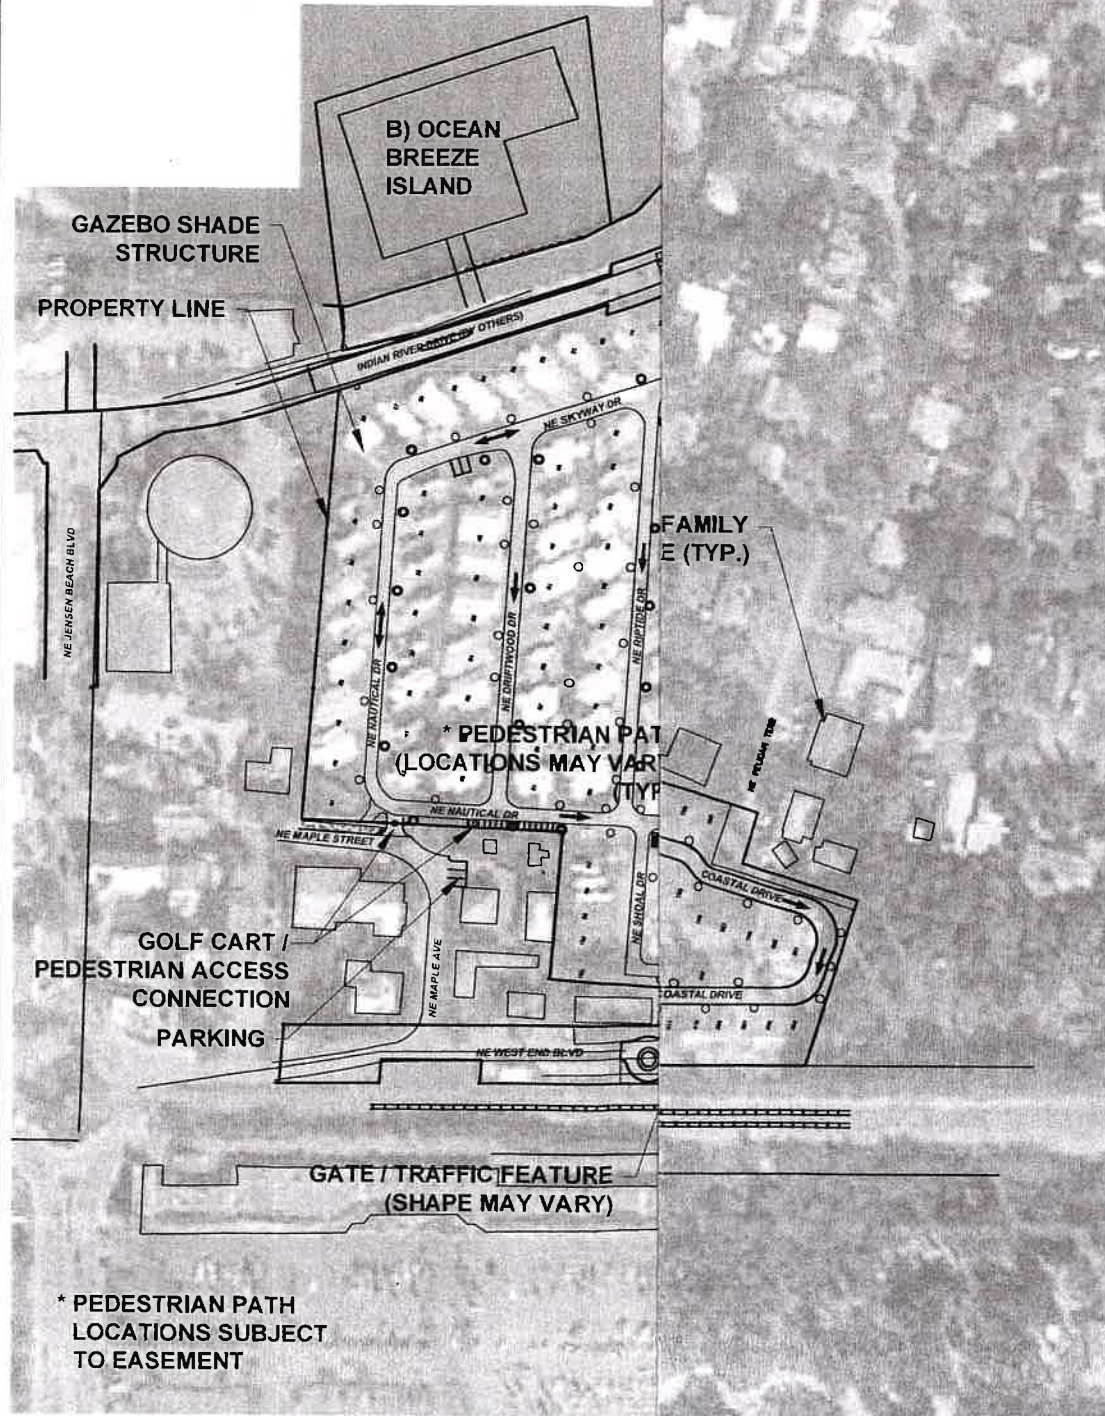 B) OCEAN
BREEZE
ISLAND
GAZEBO SHADE
STRUCTURE
PROPERTY LINE
INDIAN RIVER DRIVE (BY OTHERS)
NE SKYWAY DR
NE JENSEN BEACH BLVD
FAMILY
E (TYP.)
NE DRIFTWOOD DR
NE RIPTIDE DR
NE NAUTICAL DR
* PEDESTRIAN PAT
(LOCATIONS MAY VAR
(TYP
NE NAUTICAL DR
NE MAPLE STREET
COASTAL DRIVE
NE SHOAL DR
GOLF CART /
PEDESTRIAN ACCESS
CONNECTION
NE MAPLE AVE
OASTAL DRIVE
PARKING
NE WEST END BLVD
GATE / TRAFFIC FEATURE
(SHAPE MAY VARY)
* PEDESTRIAN PATH
LOCATIONS SUBJECT
TO EASEMENT